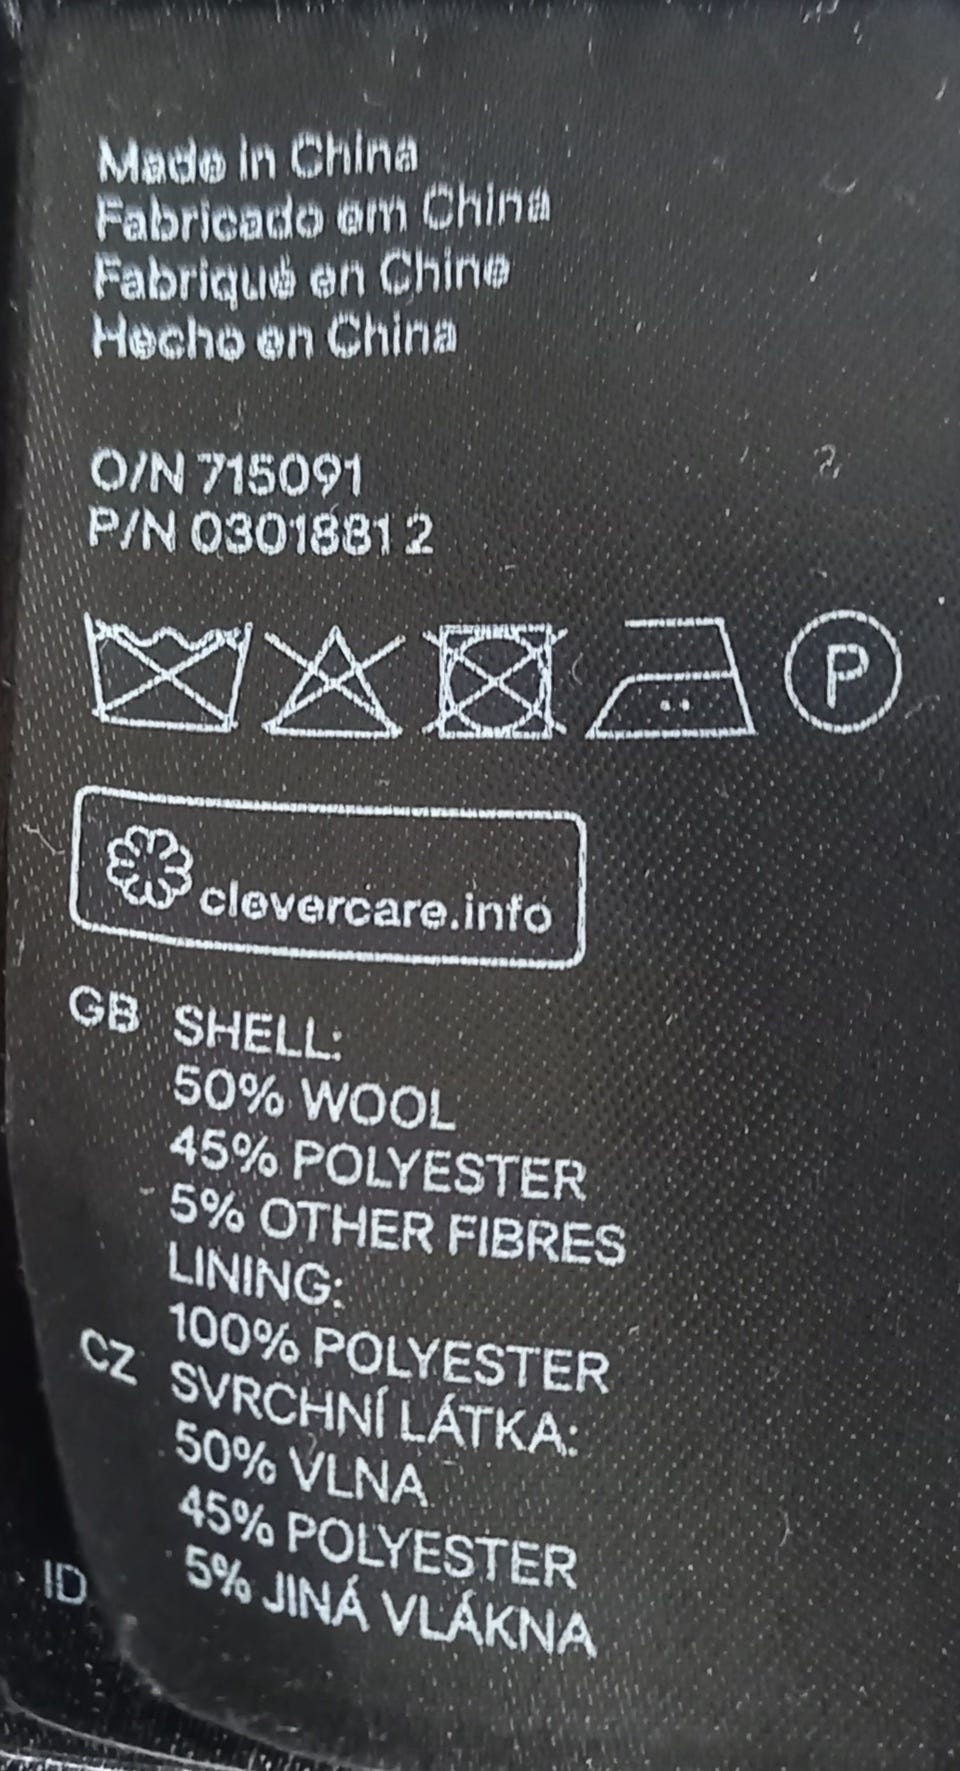 Made in China
Fabricado em China
Fabriqué en Chine
Hecho en China
O/N 715091
P/N 0301881 2
P
clevercare.info
GB SHELL:
50% WOOL
45% POLYESTER
5% OTHER FIBRES
LINING:
100% POLYESTER
CZ SVRCHNÍ LÁTKA:
50% VLNA
45% POLYESTER
5% JINÁ VLÁKNA
ID